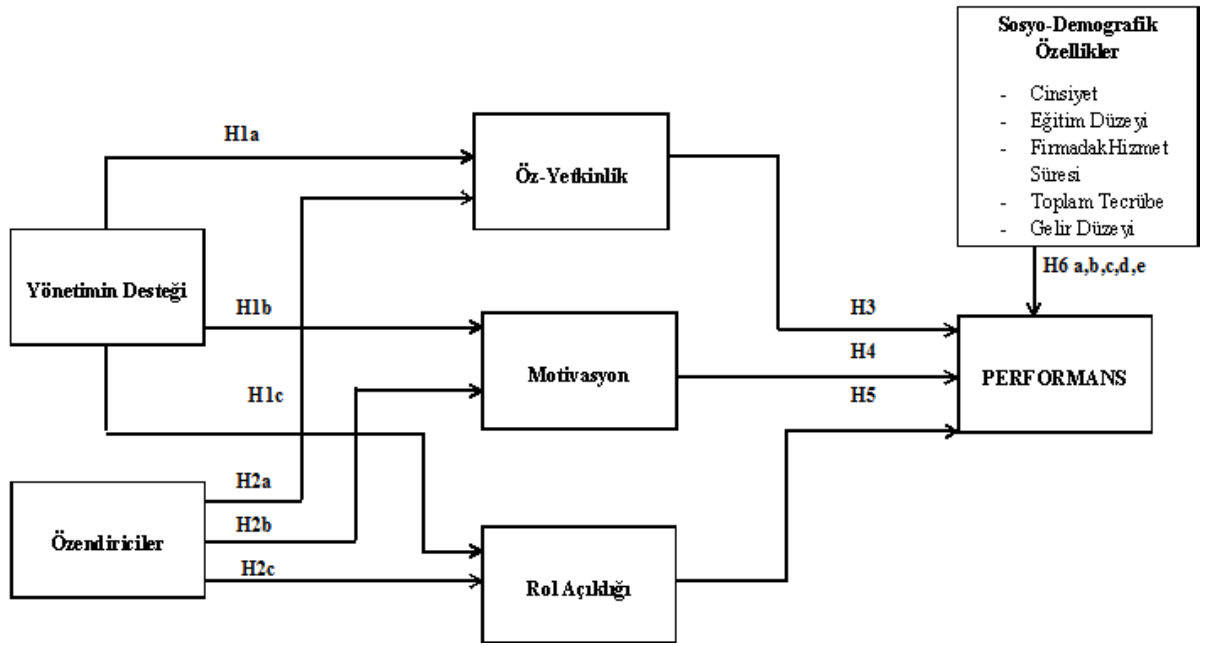 Sosyo-Demografik
Özellikler
- Cinsiyet
- Eğitim Düzeyi
- FirmadakHizmet
Süresi
- Toplam Tecrübe
- Gelir Düzeyi
H6 a,b,c,d,e
H1a
Öz-Yetkinlik
Yönetimin Desteği
H1b
H3
Motivasyon
H4
PERFORMANS
H1c
H5
H2a
Özendiriciler
H2b
H2c
Rol Açıklığı